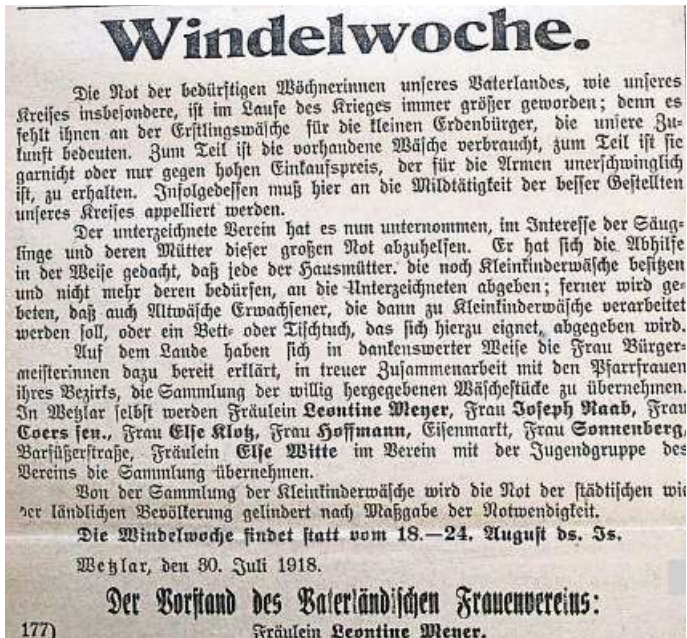 Windelwoche.
Die Not der bedürftigen Wöchnerinnen unseres Vaterlandes, wie unseres
Kreises insbesondere, ist im Laufe des Krieges immer größer geworden; denn es
fehlt ihnen an der Erstlingswäsche für die kleinen Erdenbürger, die unsere Zu-
kunft bedeuten. Zum Teil ist die vorhandene Wäsche verbraucht, zum Teil ist sie
garnicht oder nur gegen hohen Einkaufspreis, der für die Armen unerschwinglich
ist, zu erhalten. Infolgedessen muß hier an die Mildtätigkeit der besser Gestellten
unseres Kreises appelliert werden.
Der unterzeichnete Verein hat es nun unternommen, im Interesse der Säug-
linge und deren Mütter dieser großen Not abzuhelfen. Er hat sich die Abhilfe
in der Weise gedacht, daß jede der Hausmütter. die noch Kleinkinderwäsche besitzen
und nicht mehr deren bedürfen, an die Unterzeichneten abgeben; ferner wird ge-
beten, daß auch Altwäsche Erwachsener, die dann zu Kleinkinderwäsche verarbeitet
werden soll, oder ein Bett- oder Tischtuch, das sich hierzu eignet, abgegeben wird.
Auf dem Lande haben sich in dankenswerter Weise die Frau Bürger-
meisterinnen dazu bereit erklärt, in treuer Zusammenarbeit mit den Pfarrfrauen
ihres Bezirks, die Sammlung der willig hergegebenen Wäschestücke zu übernehmen.
In Wetzlar selbst werden Fräulein Leontine Meyer, Frau Joseph Raab, Frau
Coers sen., Frau Else Klotz, Frau Hoffmann, Eisenmarkt, Frau Sonnenberg,
Barfüßerstraße, Fräulein Else Witte im Verein mit der Jugendgruppe des
Vereins die Sammlung übernehmen.
Von der Sammlung der Kleinkinderwäsche wird die Not der städtischen wie
der ländlichen Bevölkerung gelindert nach Maßgabe der Notwendigkeit.
Die Windelwoche findet statt vom 18.—24. August ds. Js.
Wetzlar, den 30. Juli 1918.
Der Vorstand des Vaterländischen Frauenvereins:
177) Fräulein Leontine Meyer.